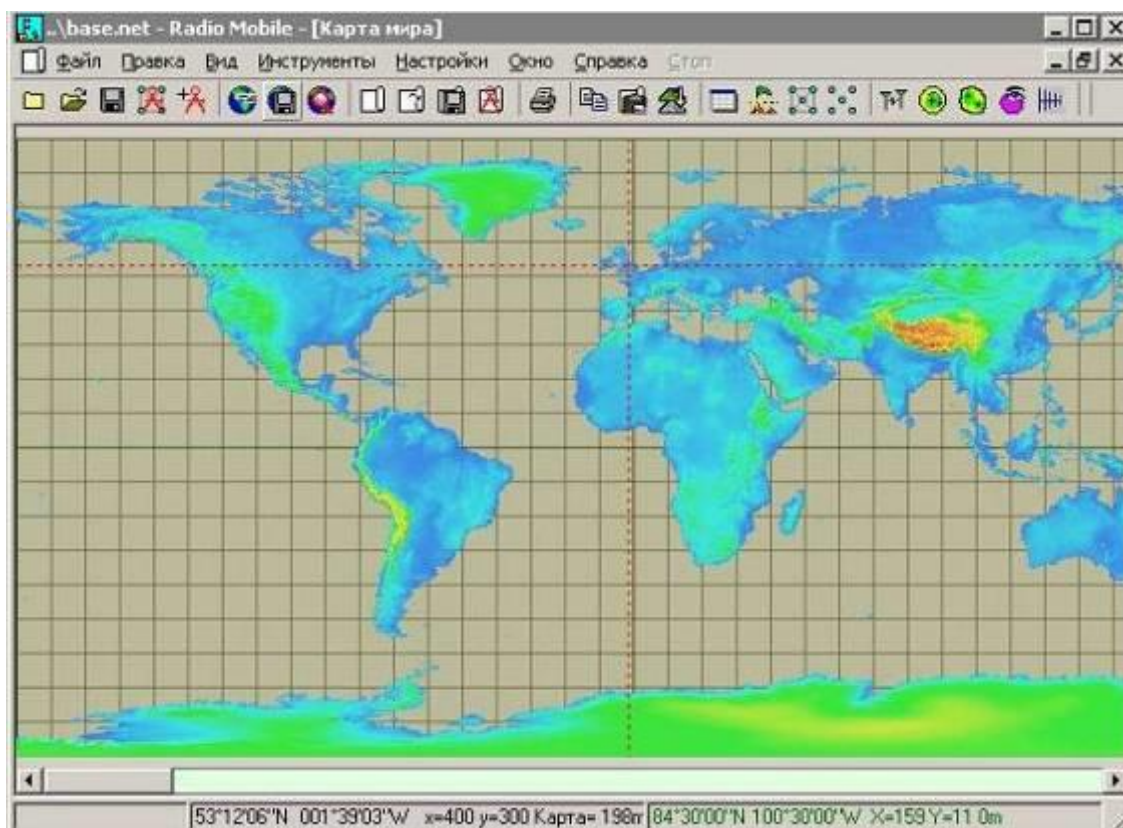 ..\base.net - Radio Mobile - [Карта мира]
Файл Правка Вид Инструменты Настройки Окно Справка Стоп
53°12'06"N 001°39'03"W x=400 y=300 Карта= 198m 84°30'00"N 100°30'00"W X=159 Y=11 0m